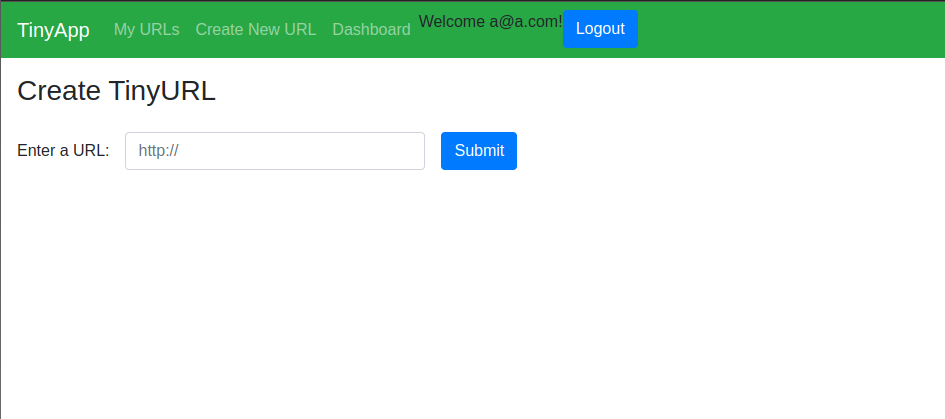 TinyApp My URLs Create New URL Dashboard Welcome a@a.com! Logout
Create TinyURL
Enter a URL: http:// Submit